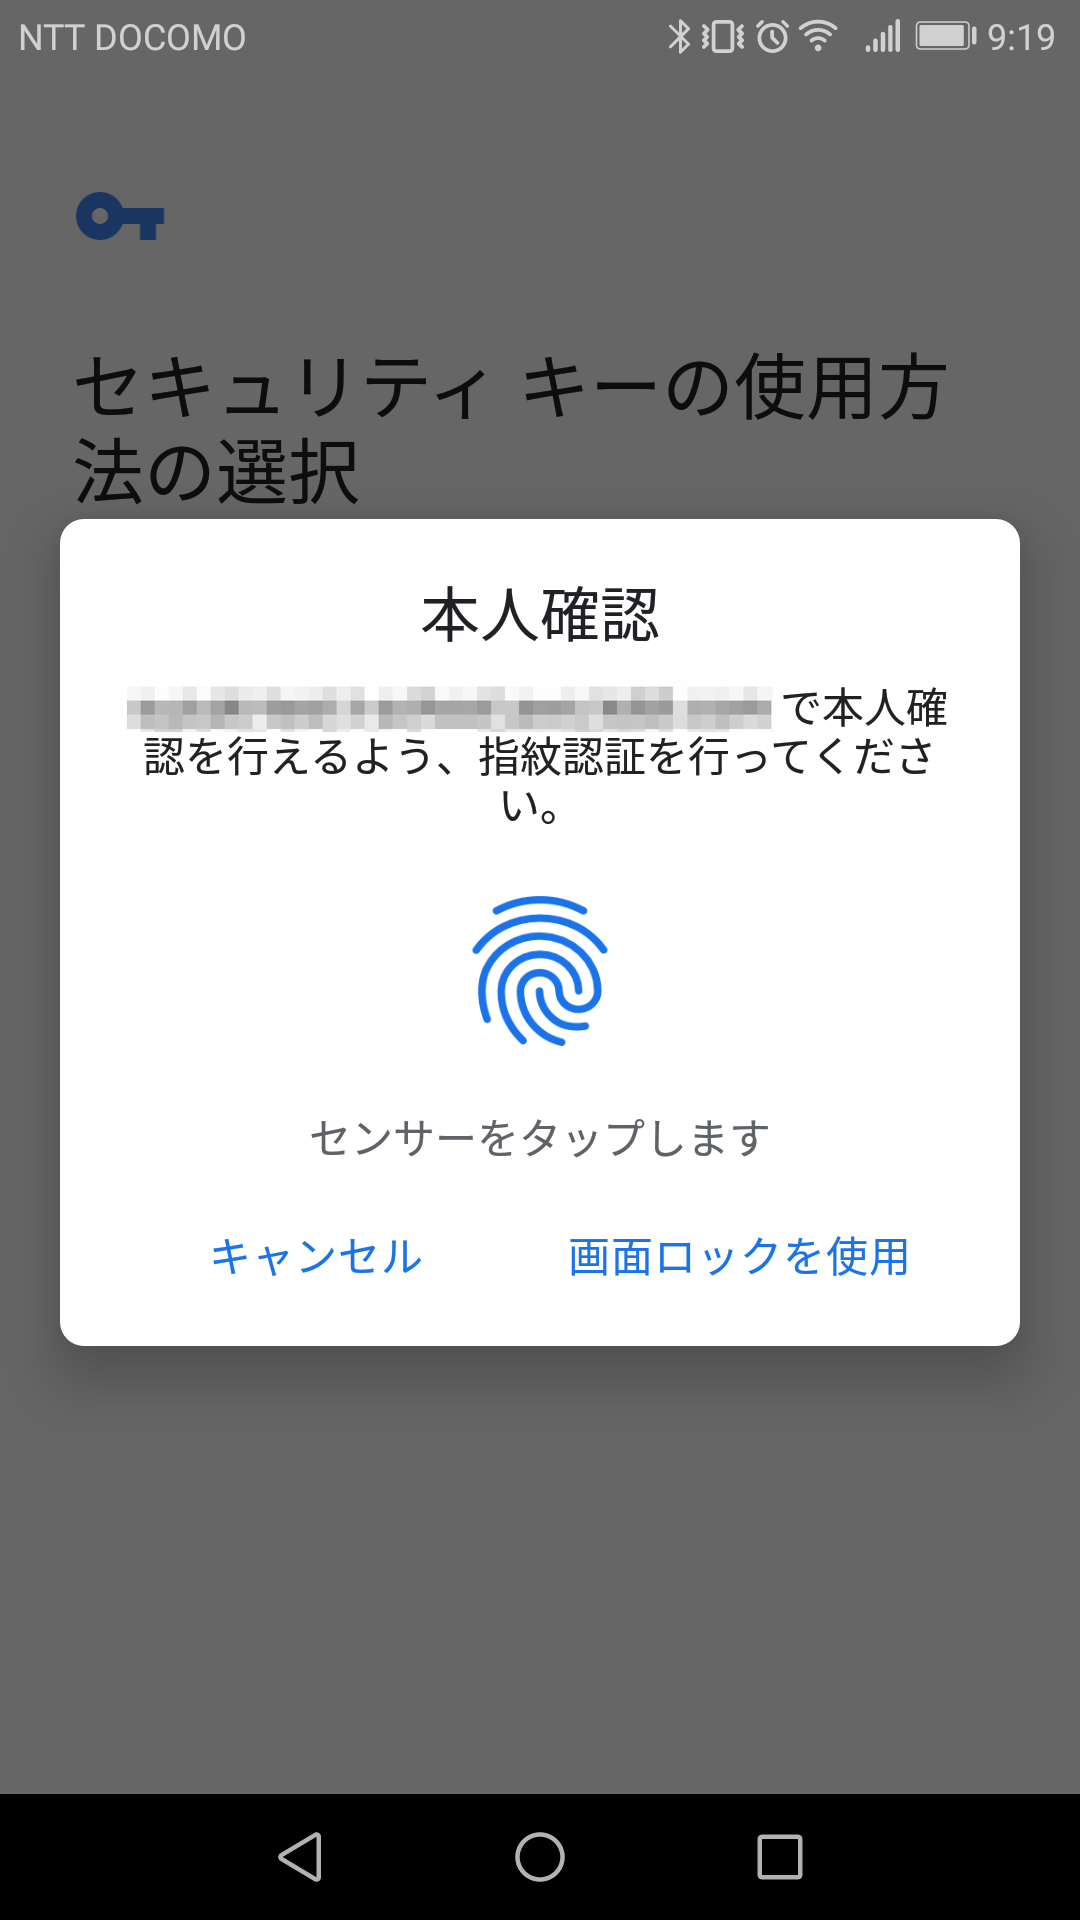 NTT DOCOMO 9:19
セキュリティ キーの使用方
法の選択
本人確認
で本人確
認を行えるよう、指紋認証を行ってくださ
い。
センサーをタップします
キャンセル 画面ロックを使用